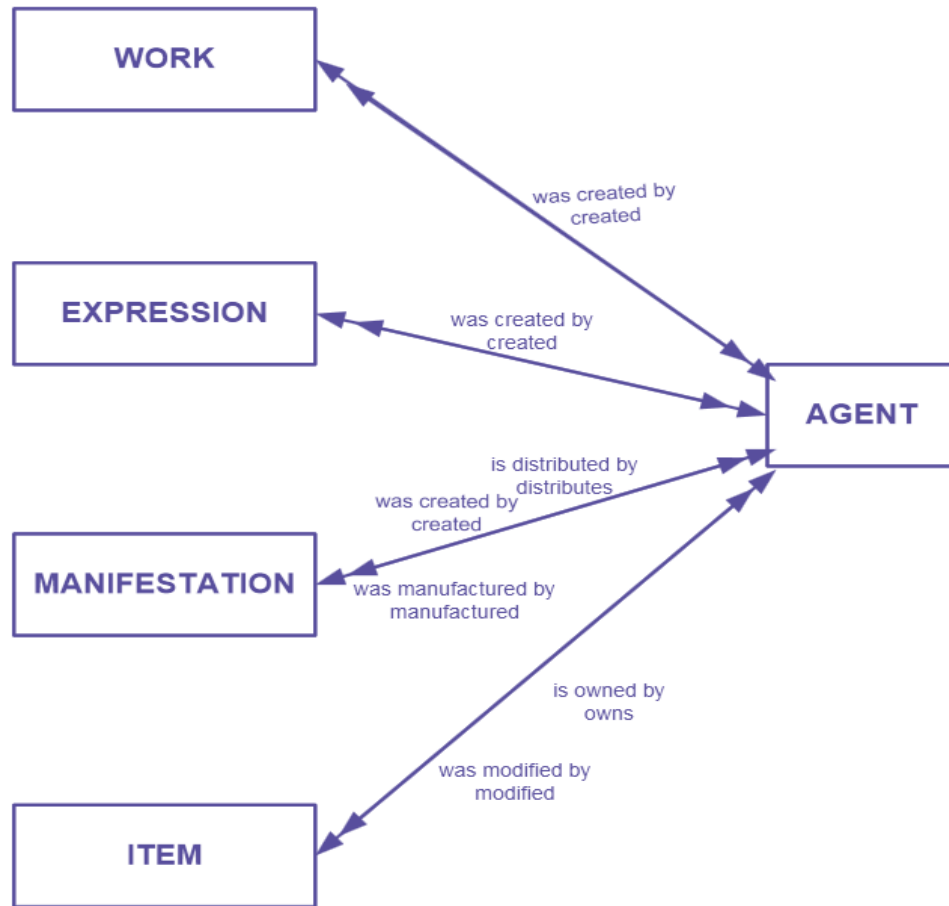 WORK
was created by
created
EXPRESSION
was created by
created
AGENT
is distributed by
distributes
was created by
created
MANIFESTATION
was manufactured by
manufactured
is owned by
owns
was modified by
modified
ITEM